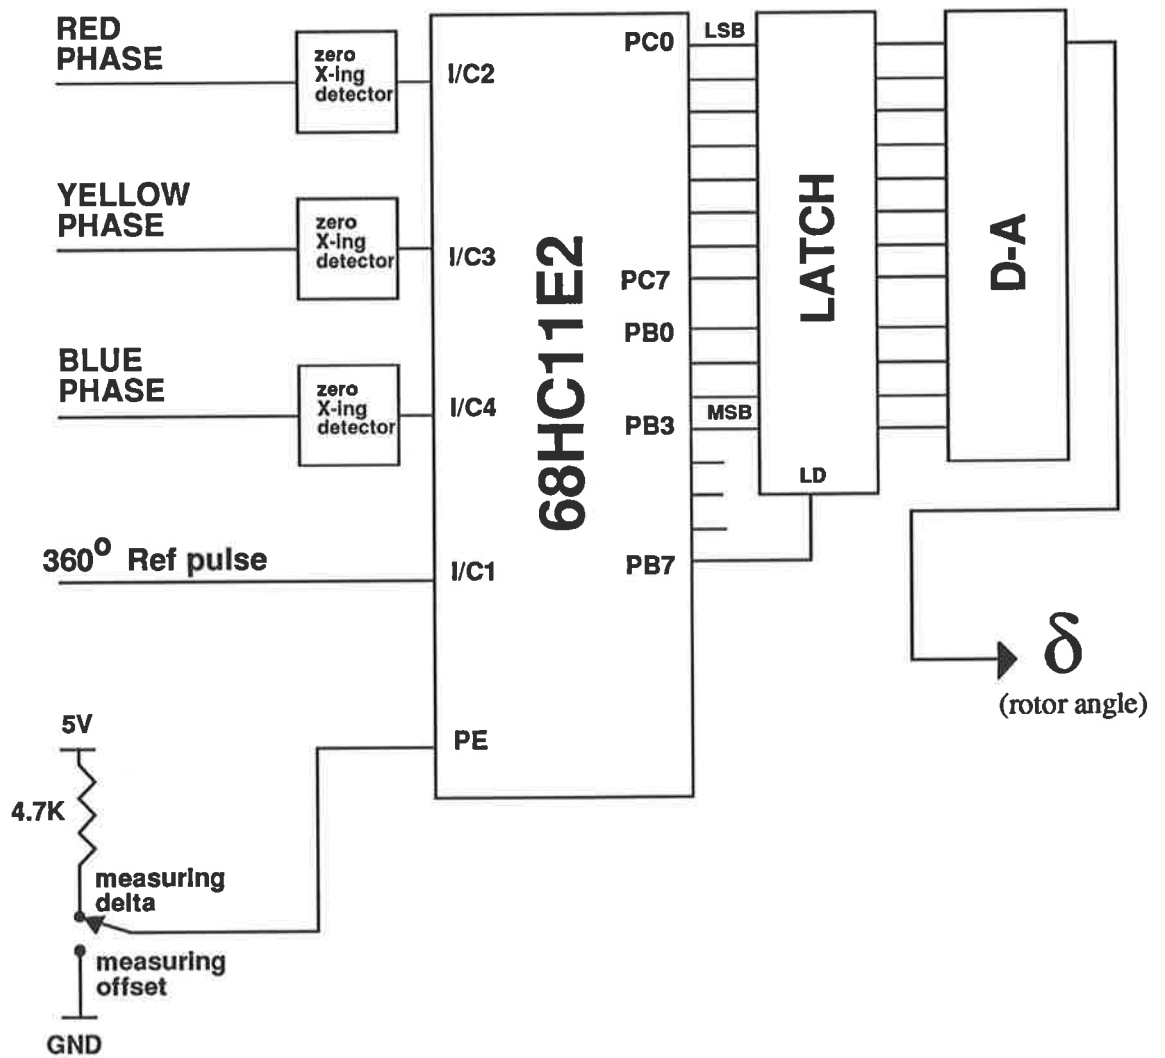 RED
PHASE
zero
X-ing
detector
I/C2
YELLOW
PHASE
zero
X-ing
detector
I/C3
BLUE
PHASE
zero
X-ing
detector
I/C4
360° Ref pulse
I/C1
5V
4.7K
measuring
delta
measuring
offset
GND
PE
68HC11E2
PC0
LSB
PC7
PB0
MSB
PB3
PB7
LATCH
LD
D-A
δ
(rotor angle)